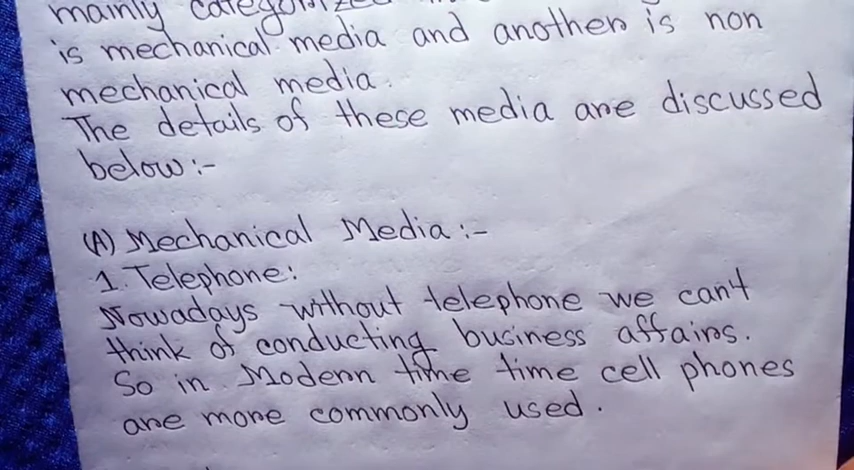 mainly categorized
is mechanical media and another is non
mechanical media.
The details of these media are discussed
below:-
(A) Mechanical Media:-
1. Telephone:
Nowadays without telephone we can't
think of conducting business affairs.
So in Modern time time cell phones
are more commonly used.